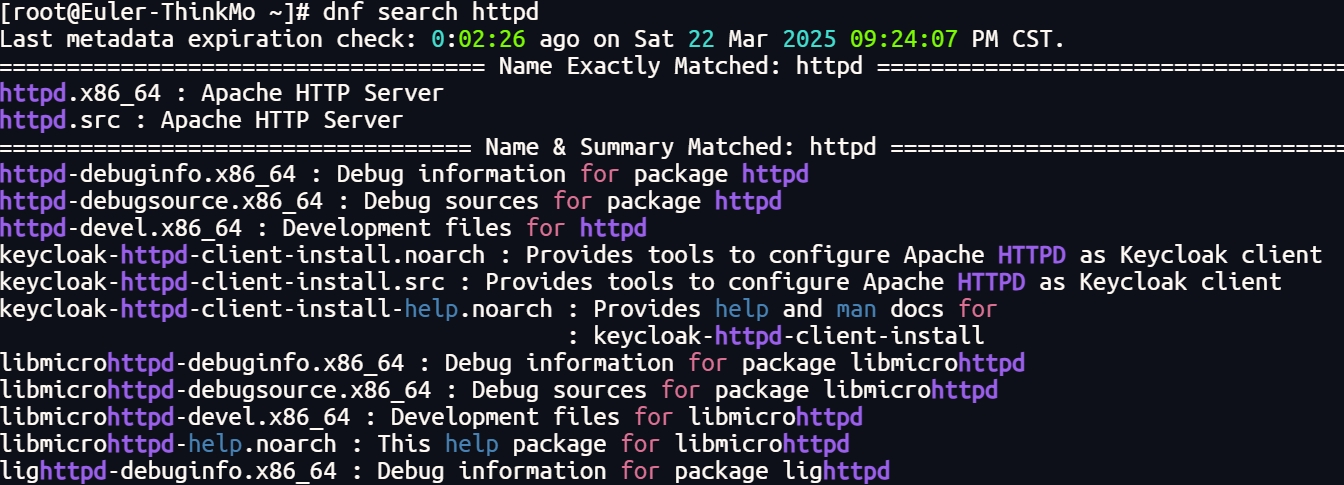 [root@Euler-ThinkMo ~]# dnf search httpd
Last metadata expiration check: 0:02:26 ago on Sat 22 Mar 2025 09:24:07 PM CST.
==================================== Name Exactly Matched: httpd ===================================
httpd.x86_64 : Apache HTTP Server
httpd.src : Apache HTTP Server
=================================== Name & Summary Matched: httpd ==================================
httpd-debuginfo.x86_64 : Debug information for package httpd
httpd-debugsource.x86_64 : Debug sources for package httpd
httpd-devel.x86_64 : Development files for httpd
keycloak-httpd-client-install.noarch : Provides tools to configure Apache HTTPD as Keycloak client
keycloak-httpd-client-install.src : Provides tools to configure Apache HTTPD as Keycloak client
keycloak-httpd-client-install-help.noarch : Provides help and man docs for
                                          : keycloak-httpd-client-install
libmicrohttpd-debuginfo.x86_64 : Debug information for package libmicrohttpd
libmicrohttpd-debugsource.x86_64 : Debug sources for package libmicrohttpd
libmicrohttpd-devel.x86_64 : Development files for libmicrohttpd
libmicrohttpd-help.noarch : This help package for libmicrohttpd
lighttpd-debuginfo.x86_64 : Debug information for package lighttpd